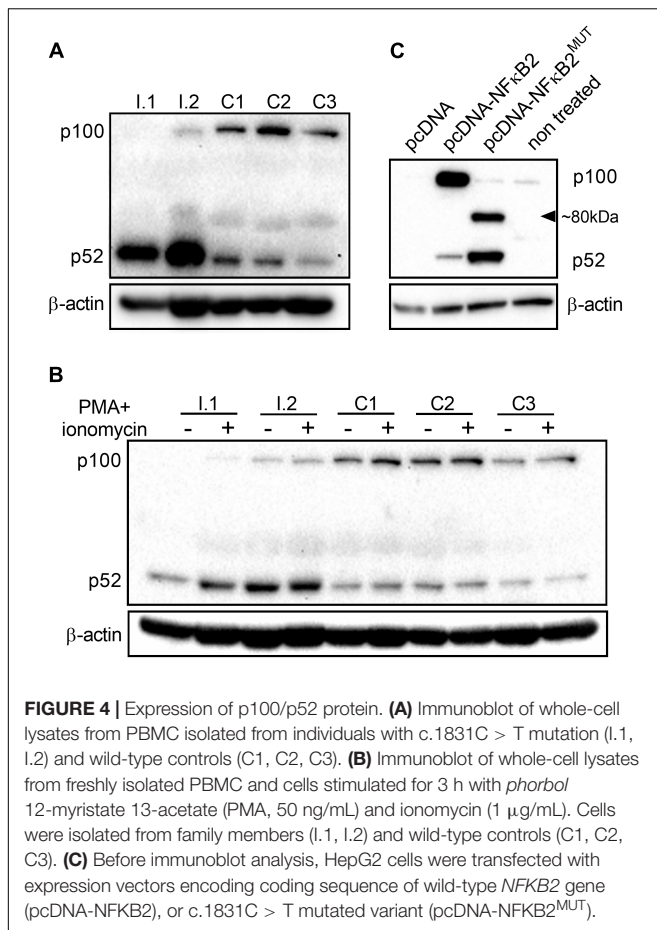 A
I.1 I.2 C1 C2 C3
p100
p52
β-actin
C
pcDNA
pcDNA-NFκB2
pcDNA-NFκB2^MUT
non treated
p100
~80kDa
p52
β-actin
B
PMA+
ionomycin
I.1 I.2 C1 C2 C3
- + - + - + - + - +
p100
p52
β-actin
FIGURE 4 | Expression of p100/p52 protein. (A) Immunoblot of whole-cell
lysates from PBMC isolated from individuals with c.1831C > T mutation (I.1,
I.2) and wild-type controls (C1, C2, C3). (B) Immunoblot of whole-cell lysates
from freshly isolated PBMC and cells stimulated for 3 h with phorbol
12-myristate 13-acetate (PMA, 50 ng/mL) and ionomycin (1 μg/mL). Cells
were isolated from family members (I.1, I.2) and wild-type controls (C1, C2,
C3). (C) Before immunoblot analysis, HepG2 cells were transfected with
expression vectors encoding coding sequence of wild-type NFKB2 gene
(pcDNA-NFKB2), or c.1831C > T mutated variant (pcDNA-NFKB2^MUT).